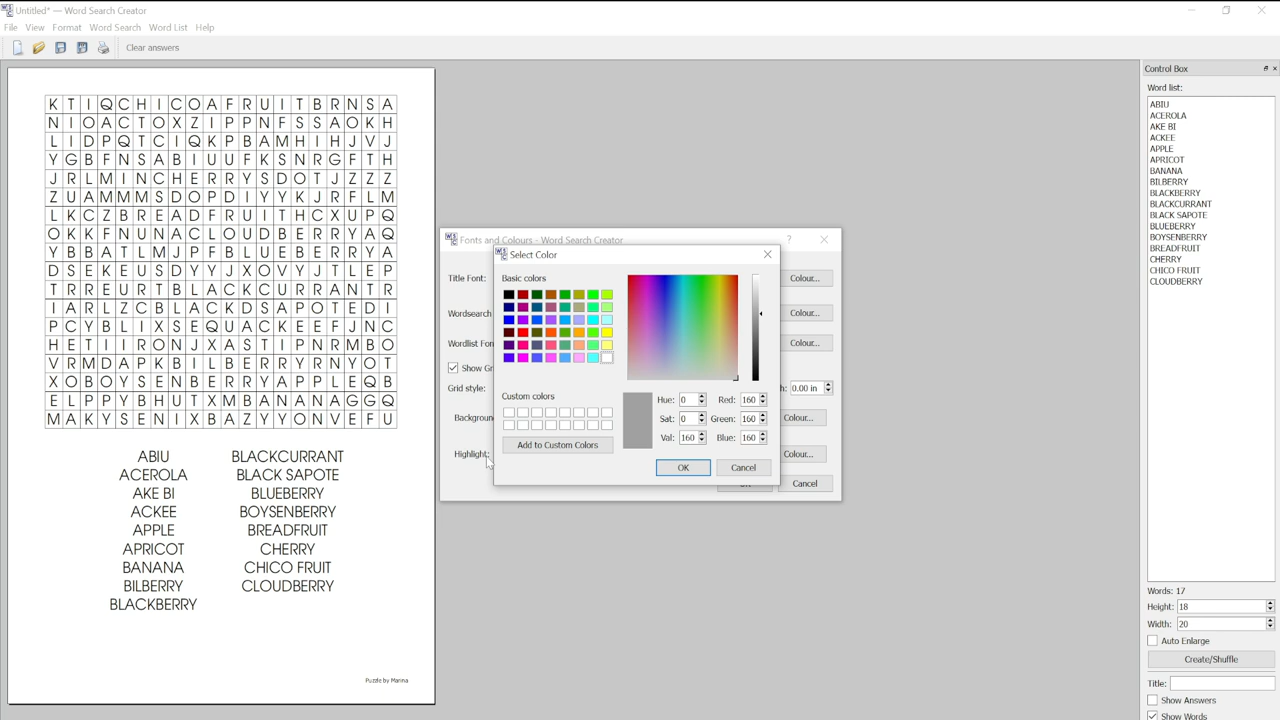 Untitled* — Word Search Creator
File View Format Word Search Word List Help
Clear answers
K T I Q C H I C O A F R U I T B R N S A
N I O A C T O X Z I P P N F S S A O K H
L I D P Q T C I Q K P B A M H I H J V J
Y G B F N S A B I U U F K S N R G F T H
J R L M I N C H E R R Y S D O T J Z Z Z
Z U A M M M S D O P D I Y Y K J R F L M
L K C Z B R E A D F R U I T H C X U P Q
O K K F N U N A C L O U D B E R R Y A Q
Y B B A T L M J P F B L U E B E R R Y A
D S E K E U S D Y Y J X O V Y J T L E P
T R R E U R T B L A C K C U R R A N T R
I A R L Z C B L A C K D S A P O T E D I
P C Y B L I X S E Q U A C K E E F J N C
H E T I I R O N J X A S T I P N R M B O
V R M D A P K B I L B E R R Y R N Y O T
X O B O Y S E N B E R R Y A P P L E Q B
E L P P Y B H U T X M B A N A N A G G Q
M A K Y S E N I X B A Z Y Y O N V E F U
ABIU
ACEROLA
AKE BI
ACKEE
APPLE
APRICOT
BANANA
BILBERRY
BLACKBERRY
BLACKCURRANT
BLACK SAPOTE
BLUEBERRY
BOYSENBERRY
BREADFRUIT
CHERRY
CHICO FRUIT
CLOUDBERRY
Puzzle by Marina
Fonts and Colours - Word Search Creator
?
Title Font:
Colour...
Wordsearch
Colour...
Wordlist Fon
Colour...
Show Gr
Grid style:
h: 0.00 in
Backgroun
Colour...
Highlight:
Colour...
Cancel
Select Color
Basic colors
Custom colors
Add to Custom Colors
Hue: 0 Red: 160
Sat: 0 Green: 160
Val: 160 Blue: 160
OK Cancel
Control Box
Word list:
ABIU
ACEROLA
AKE BI
ACKEE
APPLE
APRICOT
BANANA
BILBERRY
BLACKBERRY
BLACKCURRANT
BLACK SAPOTE
BLUEBERRY
BOYSENBERRY
BREADFRUIT
CHERRY
CHICO FRUIT
CLOUDBERRY
Words: 17
Height: 18
Width: 20
Auto Enlarge
Create/Shuffle
Title:
Show Answers
Show Words